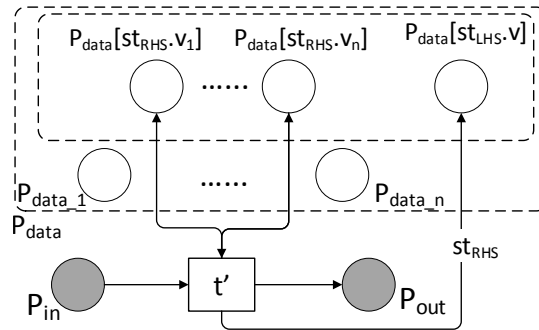 P_data[st_RHS.v_1] P_data[st_RHS.v_n] P_data[st_LHS.v]
......
P_data_1 ...... P_data_n
P_data
st_RHS
P_in t’ P_out